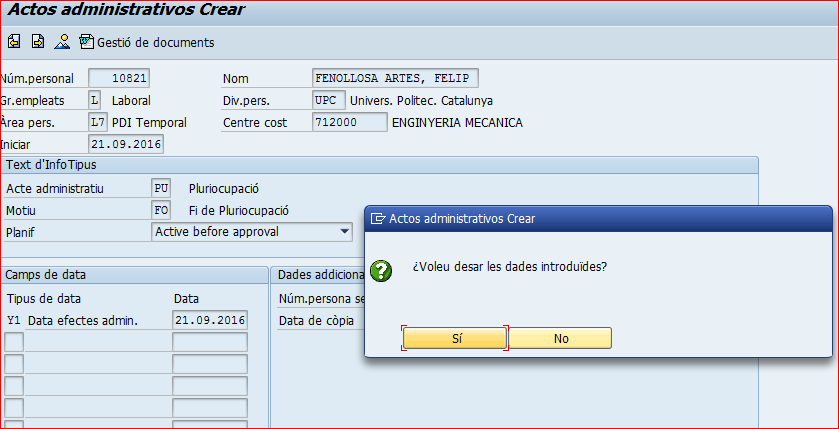 Actos administrativos Crear
Gestió de documents
Núm.personal 10821 Nom FENOLLOSA ARTES, FELIP
Gr.empleats L Laboral Div.pers. UPC Univers. Politec. Catalunya
Àrea pers. L7 PDI Temporal Centre cost 712000 ENGINYERIA MECANICA
Iniciar 21.09.2016
Text d'InfoTipus
Acte administratiu PU Pluriocupació
Motiu FO Fi de Pluriocupació
Planif Active before approval
Actos administrativos Crear
¿Voleu desar les dades introduïdes?
Sí No
Camps de data Dades addiciona
Tipus de data Data Núm.persona se
Y1 Data efectes admin. 21.09.2016 Data de còpia